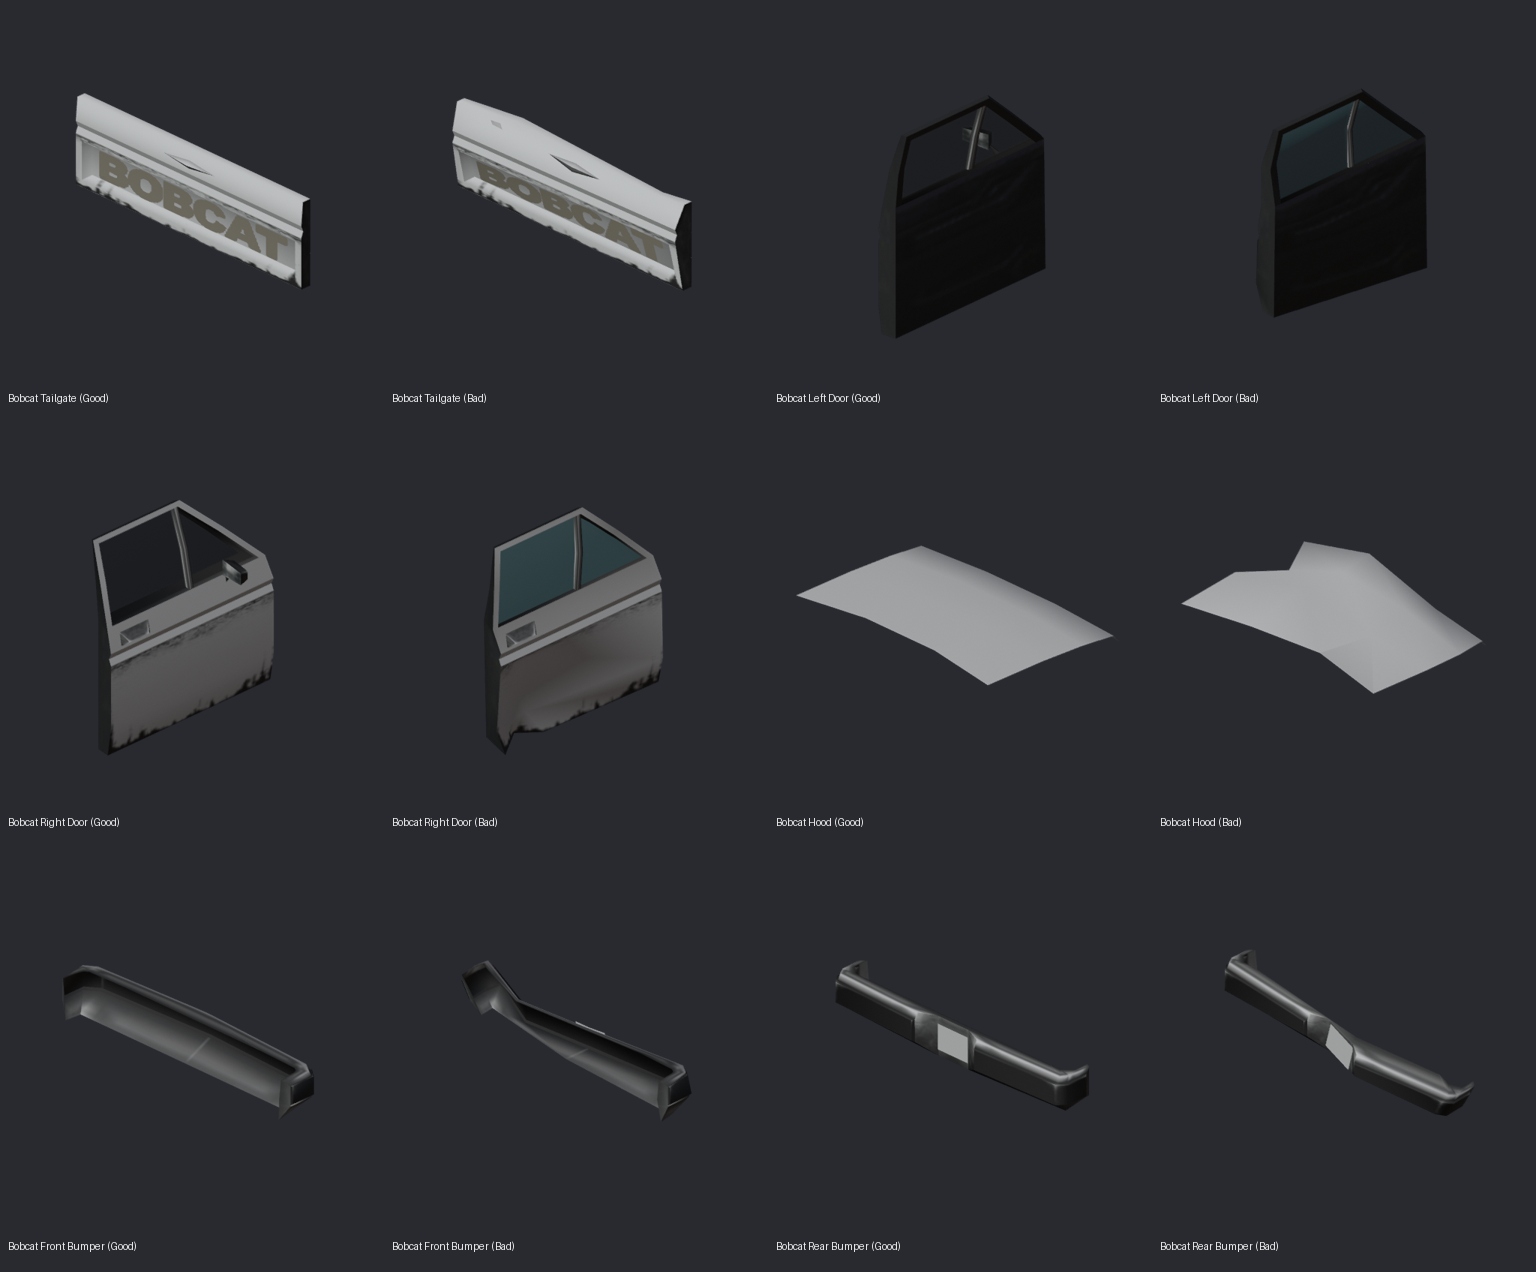 BOBCAT
BOBCAT
Bobcat Tailgate (Good)
Bobcat Tailgate (Bad)
Bobcat Left Door (Good)
Bobcat Left Door (Bad)
Bobcat Right Door (Good)
Bobcat Right Door (Bad)
Bobcat Hood (Good)
Bobcat Hood (Bad)
Bobcat Front Bumper (Good)
Bobcat Front Bumper (Bad)
Bobcat Rear Bumper (Good)
Bobcat Rear Bumper (Bad)